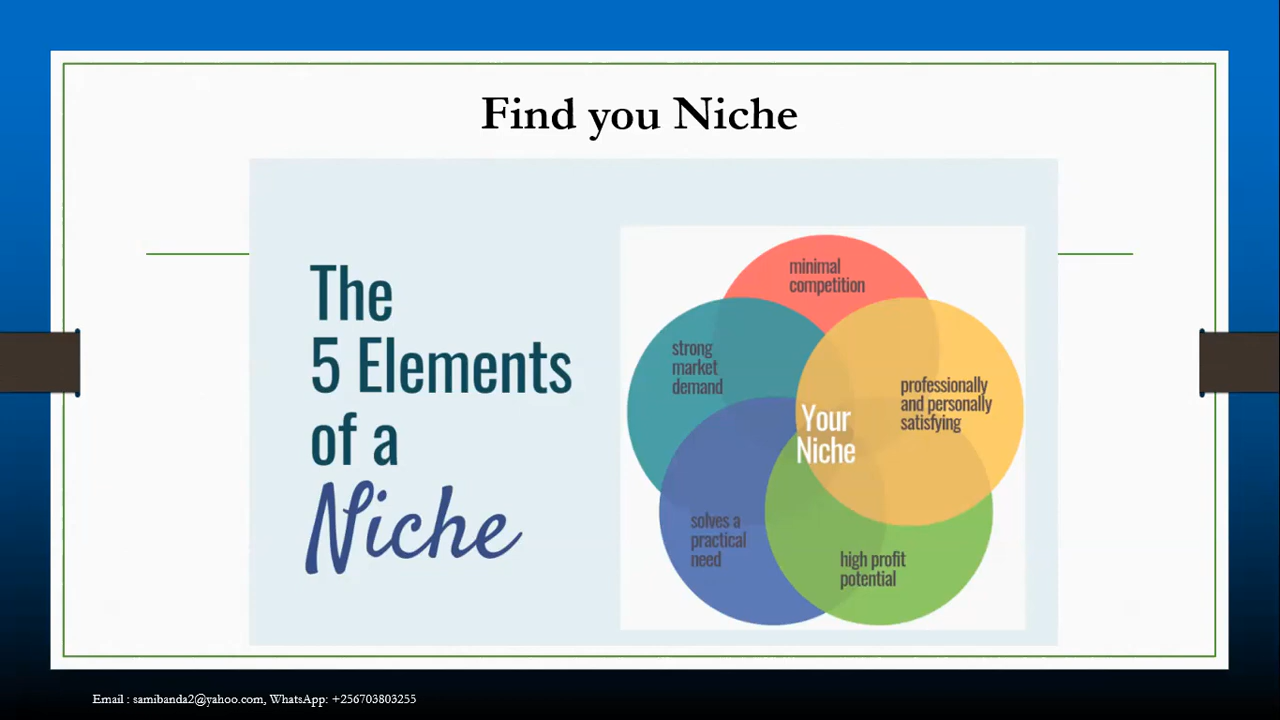 Find you Niche
The
5 Elements
of a
Niche
minimal
competition
strong
market
demand
professionally
and personally
satisfying
Your
Niche
solves a
practical
need
high profit
potential
Email : samibanda2@yahoo.com, WhatsApp: +256703803255